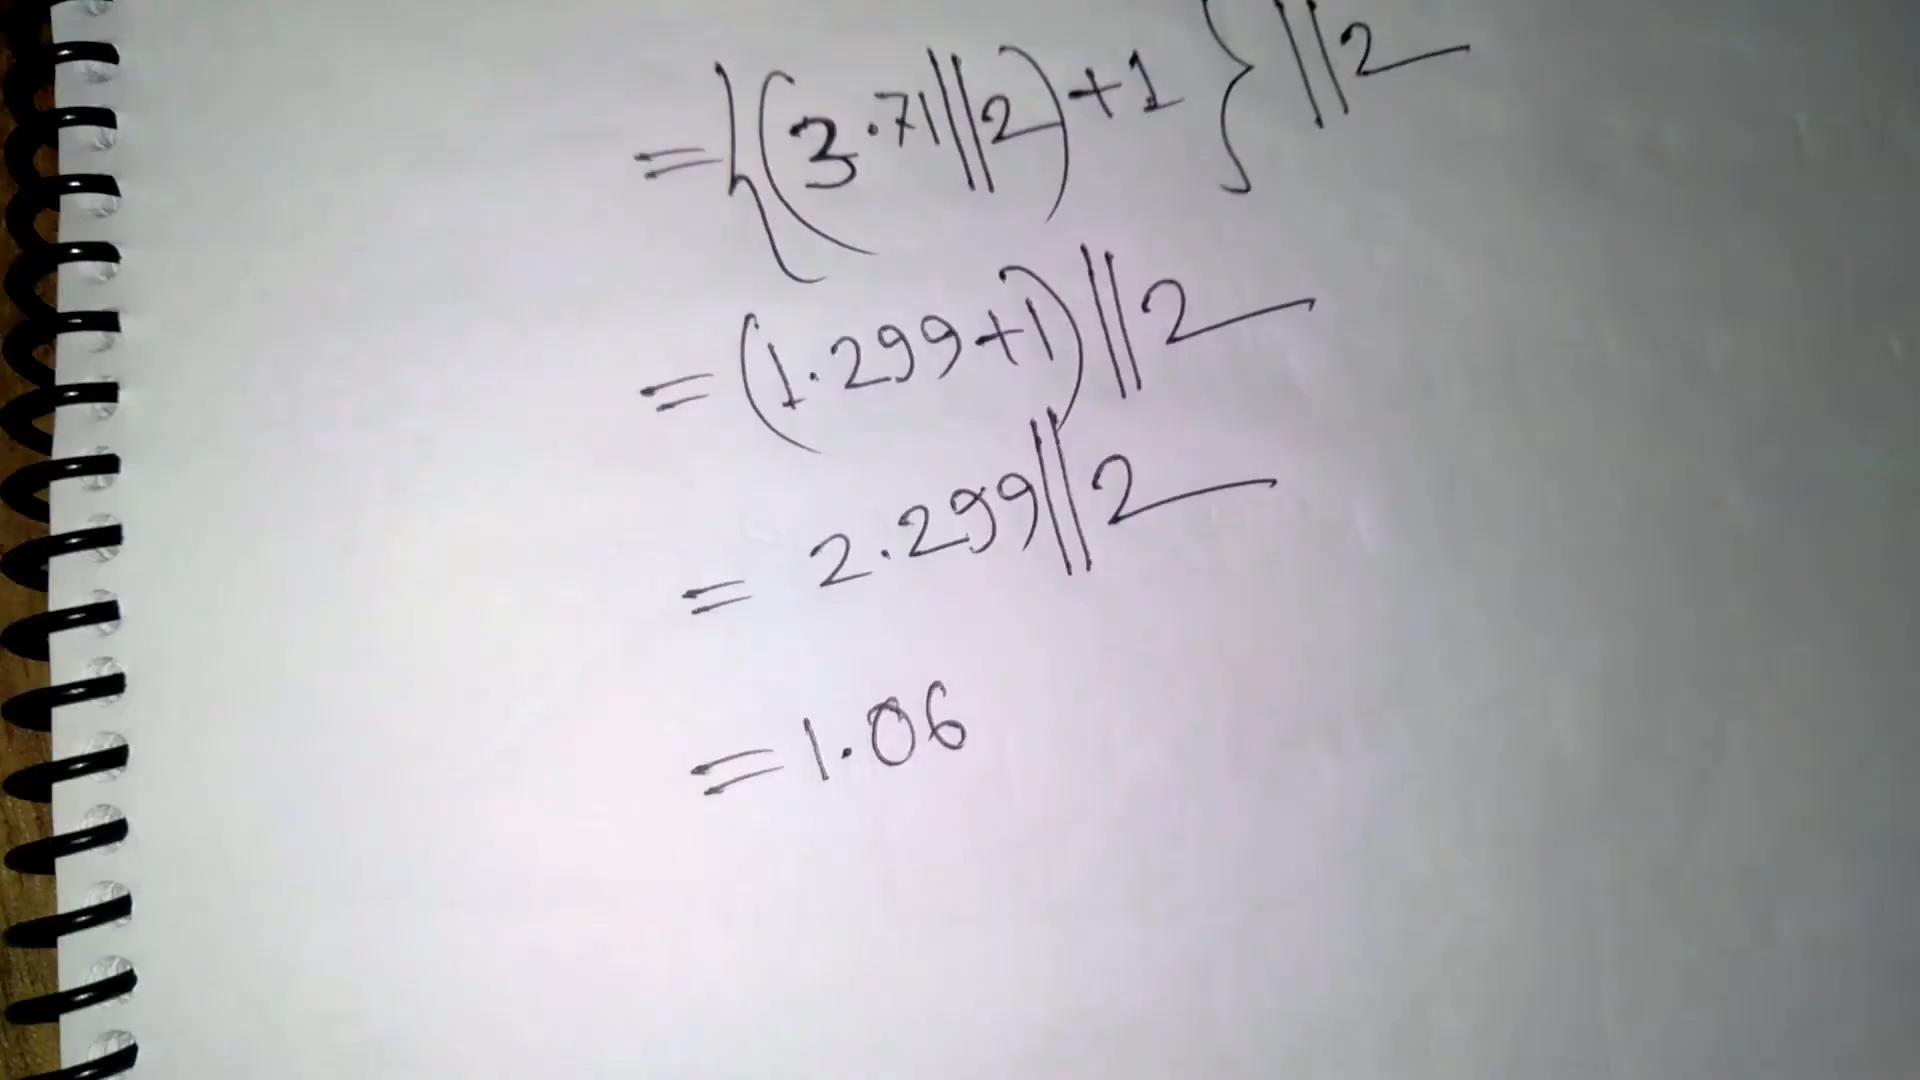 ={(3.71||2)+1}||2
=(1.299+1)||2
= 2.299||2
=1.06